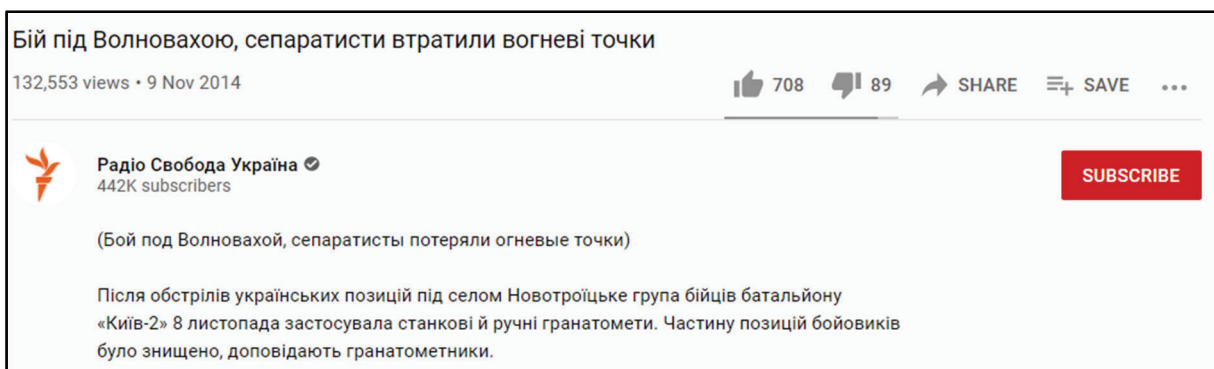 Бій під Волновахою, сепаратисти втратили вогневі точки
132,553 views • 9 Nov 2014
708 89 SHARE SAVE
Радіо Свобода Україна
442K subscribers
SUBSCRIBE
(Бой под Волновахой, сепаратисты потеряли огневые точки)
Після обстрілів українських позицій під селом Новотроїцьке група бійців батальйону
«Київ-2» 8 листопада застосувала станкові й ручні гранатомети. Частину позицій бойовиків
було знищено, доповідають гранатометники.